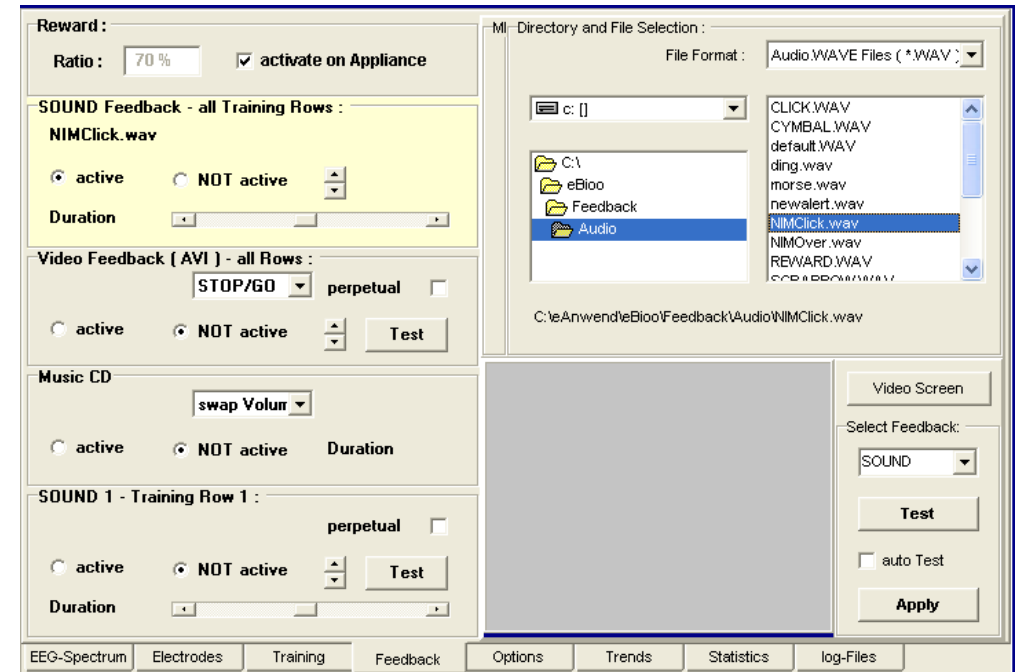 Reward :
Ratio : 70 % activate on Appliance
SOUND Feedback - all Training Rows :
NIMClick.wav
active NOT active
Duration
Video Feedback ( AVI ) - all Rows :
STOP/GO perpetual
active NOT active Test
Music CD
swap Volum
active NOT active Duration
SOUND 1 - Training Row 1 :
perpetual
active NOT active Test
Duration
MI Directory and File Selection :
File Format : Audio.WAVE Files ( *.WAV )
c: []
C:\
eBioo
Feedback
Audio
CLICK.WAV
CYMBAL.WAV
default.WAV
ding.wav
morse.wav
newalert.wav
NIMClick.wav
NIMOver.wav
REWARD.WAV
C:\eAnwend\eBioo\Feedback\Audio\NIMClick.wav
Video Screen
Select Feedback:
SOUND
Test
auto Test
Apply
EEG-Spectrum Electrodes Training Feedback Options Trends Statistics log-Files